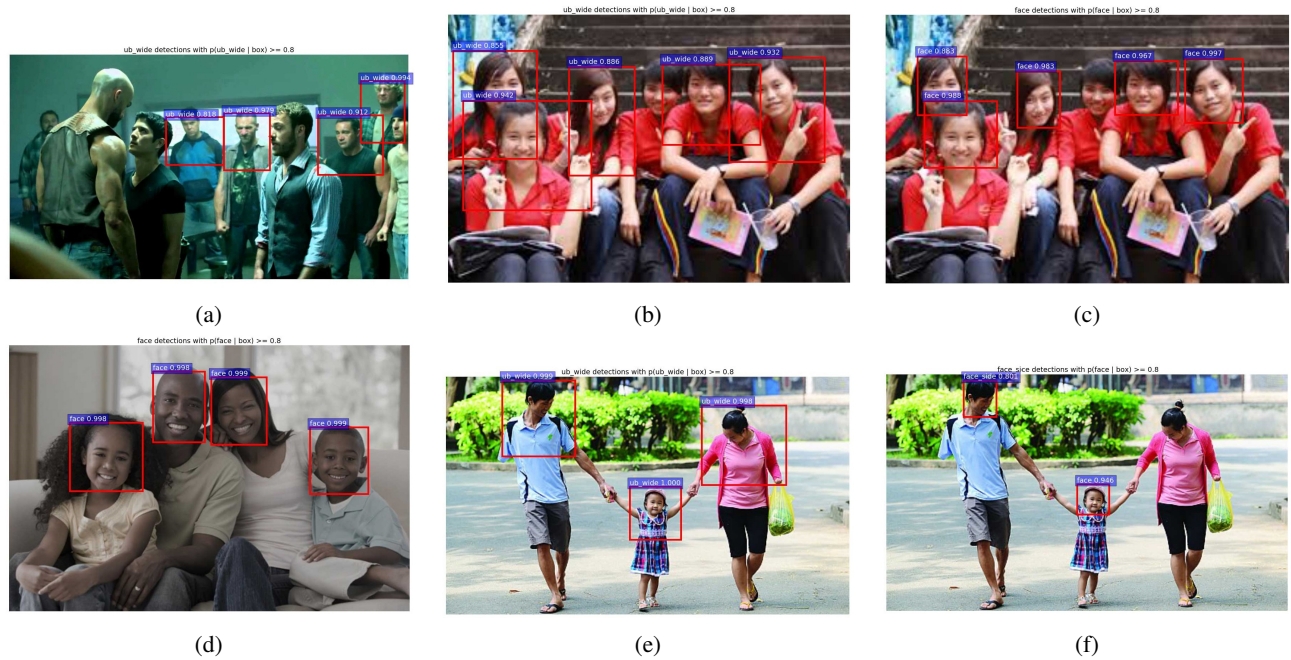 ub_wide detections with p(ub_wide | box) >= 0.8
ub_wide 0.994
ub_wide 0.818
ub_wide 0.979
ub_wide 0.912
(a)
ub_wide detections with p(ub_wide | box) >= 0.8
ub_wide 0.855
ub_wide 0.886
ub_wide 0.889
ub_wide 0.932
ub_wide 0.942
(b)
face detections with p(face | box) >= 0.8
face 0.883
face 0.983
face 0.967
face 0.997
face 0.988
(c)
face detections with p(face | box) >= 0.8
face 0.998
face 0.999
face 0.998
face 0.999
(d)
ub_wide detections with p(ub_wide | box) >= 0.8
ub_wide 0.999
ub_wide 0.998
ub_wide 1.000
(e)
detections with p(face | box) >= 0.8
face_side 0.801
face 0.946
(f)